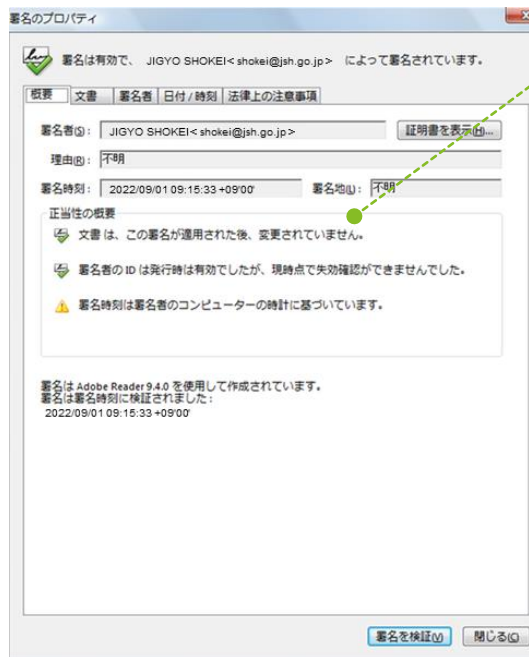 署名のプロパティ
署名は有効で、 JIGYO SHOKEI< shokei@jsh.go.jp> によって署名されています。
概要 文書 署名者 日付/時刻 法律上の注意事項
署名者(S): JIGYO SHOKEI< shokei@jsh.go.jp> 証明書を表示(H)...
理由(R): 不明
署名時刻: 2022/09/01 09:15:33 +09'00' 署名地(L): 不明
正当性の概要
文書 は、この署名が適用された後、変更されていません。
署名者の ID は発行時は有効でしたが、現時点で失効確認ができませんでした。
署名時刻は署名者のコンピューターの時計に基づいています。
署名は Adobe Reader 9.4.0 を使用して作成されています。
署名は署名時刻に検証されました :
2022/09/01 09:15:33 +09'00'
署名を検証(V) 閉じる(C)